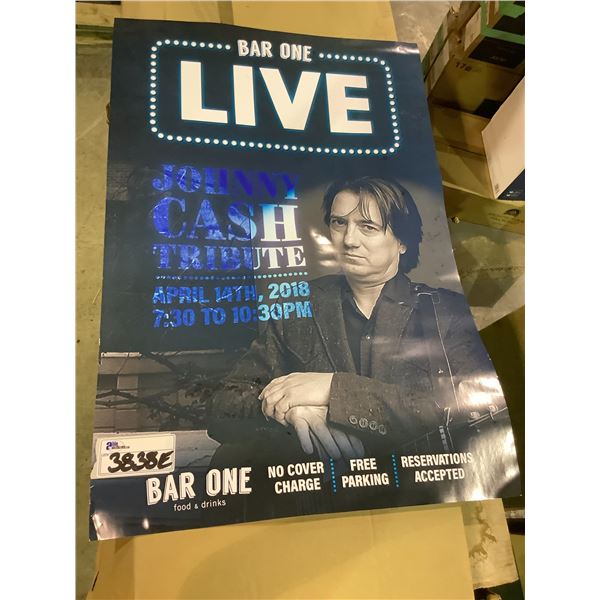 BAR ONE
LIVE
JOHNNY
CASH
TRIBUTE
APRIL 14TH, 2018
7:30 TO 10:30PM
3838E
BAR ONE
food & drinks
NO COVER
CHARGE
FREE
PARKING
RESERVATIONS
ACCEPTED